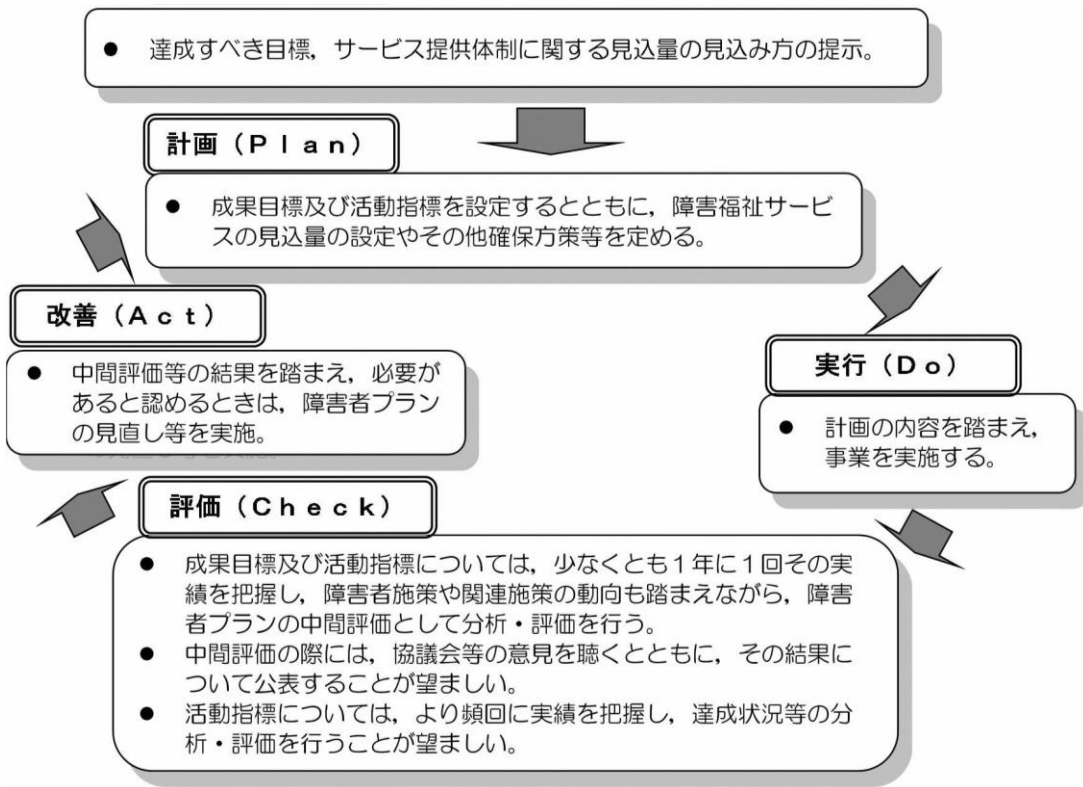 ● 達成すべき目標，サービス提供体制に関する見込量の見込み方の提示。
計画（Ｐｌａｎ）
● 成果目標及び活動指標を設定するとともに，障害福祉サービ
スの見込量の設定やその他確保方策等を定める。
改善（Ａｃｔ）
● 中間評価等の結果を踏まえ，必要が
あると認めるときは，障害者プラン
の見直し等を実施。
実行（Ｄｏ）
● 計画の内容を踏まえ，
事業を実施する。
評価（Ｃｈｅｃｋ）
● 成果目標及び活動指標については，少なくとも１年に１回その実
績を把握し，障害者施策や関連施策の動向も踏まえながら，障害
者プランの中間評価として分析・評価を行う。
● 中間評価の際には，協議会等の意見を聴くとともに，その結果に
ついて公表することが望ましい。
● 活動指標については，より頻回に実績を把握し，達成状況等の分
析・評価を行うことが望ましい。